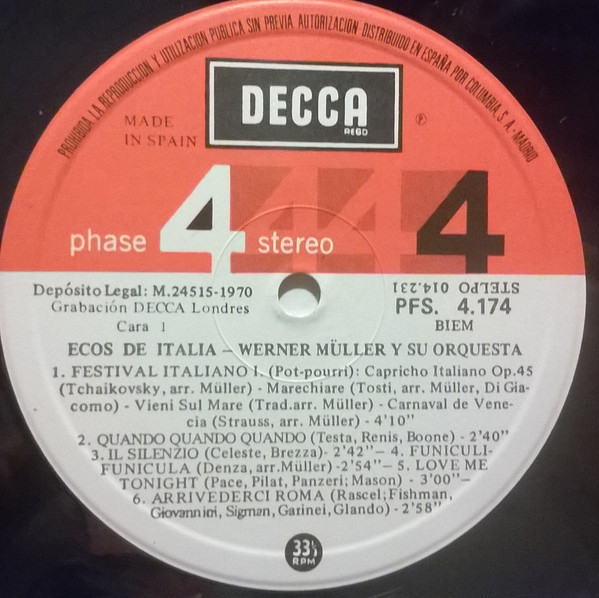 PROHIBIDA LA REPRODUCCION Y UTILIZACION PUBLICA SIN PREVIA AUTORIZACION DISTRIBUIDO EN ESPAÑA POR COLUMBIA, S. A.-MADRID
DECCA
REGD
MADE
IN SPAIN
Ⓟ
phase 4 stereo 4
Depósito Legal: M.24515-1970
Grabación DECCA Londres
Cara 1
STELPO 014.231
PFS. 4.174
BIEM
ECOS DE ITALIA – WERNER MÜLLER Y SU ORQUESTA
1. FESTIVAL ITALIANO I. (Pot-pourri): Capricho Italiano Op.45
(Tchaikovsky, arr. Müller) - Marechiare (Tosti, arr. Müller, Di Gia-
como) - Vieni Sul Mare (Trad.arr. Müller) - Carnaval de Vene-
cia (Strauss, arr. Müller) - 4'10"
2. QUANDO QUANDO QUANDO (Testa, Renis, Boone) - 2'40"
3. IL SILENZIO (Celeste, Brezza)- 2'42"– 4. FUNICULI-
FUNICULA (Denza, arr.Müller) -2'54"– 5. LOVE ME
TONIGHT (Pace, Pilat, Panzeri; Mason) - 3'00"–
6. ARRIVEDERCI ROMA (Rascel; Fishman,
Giovannini, Sigman, Garinei, Glando) - 2'58"
33⅓
RPM